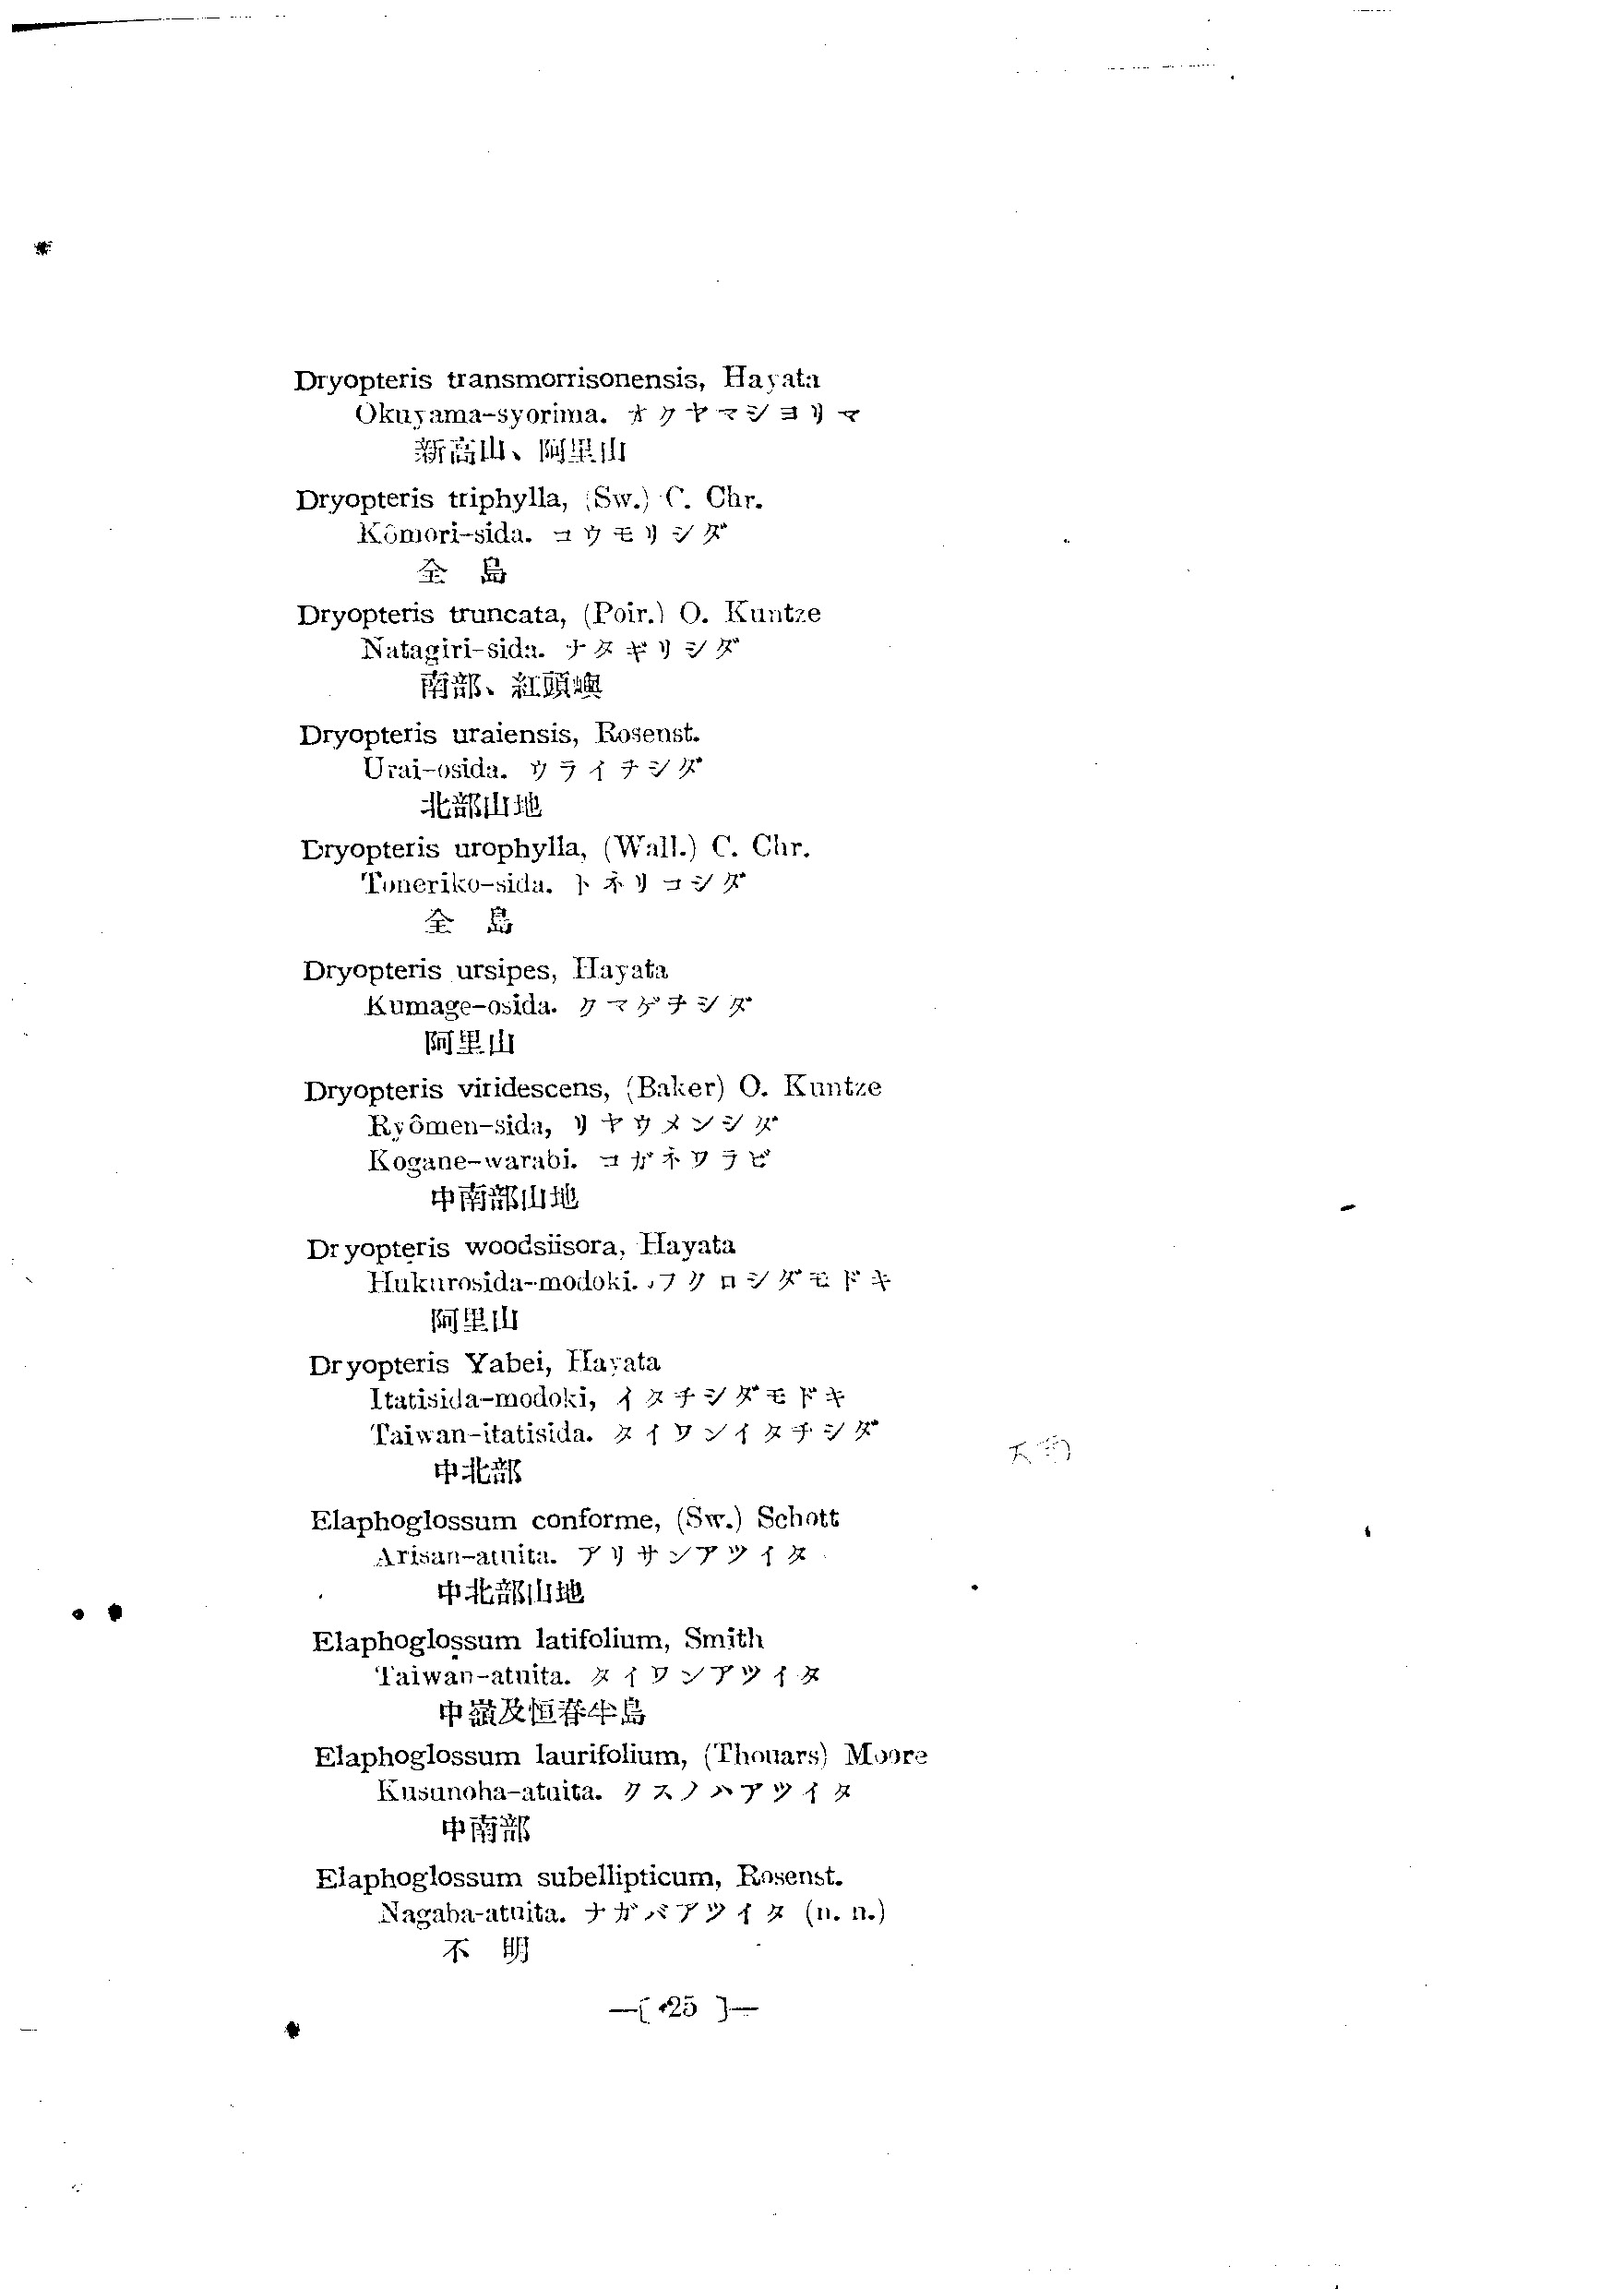 Dryopteris transmorrisonensis, Hayata
Okuyama-syorima. オクヤマシヨリマ
新高山、阿里山
Dryopteris triphylla, (Sw.) C. Chr.
Kômori-sida. コウモリシダ
全 島
Dryopteris truncata, (Poir.) O. Kuntze
Natagiri-sida. ナタギリシダ
南部、紅頭嶼
Dryopteris uraiensis, Rosenst.
Urai-osida. ウライヲシダ
北部山地
Dryopteris urophylla, (Wall.) C. Chr.
Toneriko-sida. トネリコシダ
全 島
Dryopteris ursipes, Hayata
Kumage-osida. クマゲヲシダ
阿里山
Dryopteris viridescens, (Baker) O. Kuntze
Ryômen-sida, リヤウメンシダ
Kogane-warabi. コガネワラビ
中南部山地
Dryopteris woodsiisora, Hayata
Hukurosida-modoki. フクロシダモドキ
阿里山
Dryopteris Yabei, Hayata
Itatisida-modoki, イタチシダモドキ
Taiwan-itatisida. タイワンイタチシダ
中北部
Elaphoglossum conforme, (Sw.) Schott
Arisan-atuita. アリサンアツイタ
中北部山地
Elaphoglossum latifolium, Smith
Taiwan-atuita. タイワンアツイタ
中嶺及恒春半島
Elaphoglossum laurifolium, (Thouars) Moore
Kusunoha-atuita. クスノハアツイタ
中南部
Elaphoglossum subellipticum, Rosenst.
Nagaba-atuita. ナガバアツイタ (n. n.)
不 明
—[ 25 ]—